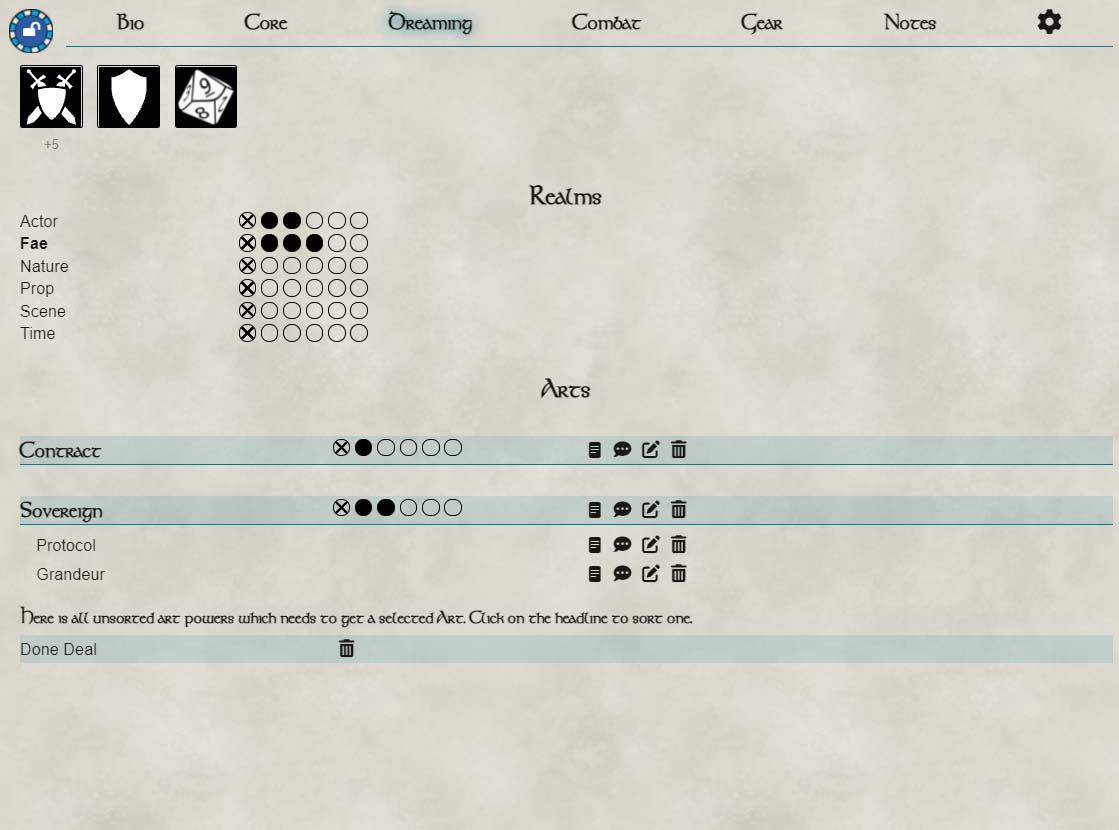 Bio Core Dreaming Combat Gear Notes
9 8
+5
Realms
Actor
Fae
Nature
Prop
Scene
Time
Arts
Contract
Sovereign
Protocol
Grandeur
Here is all unsorted art powers which needs to get a selected Art. Click on the headline to sort one.
Done Deal